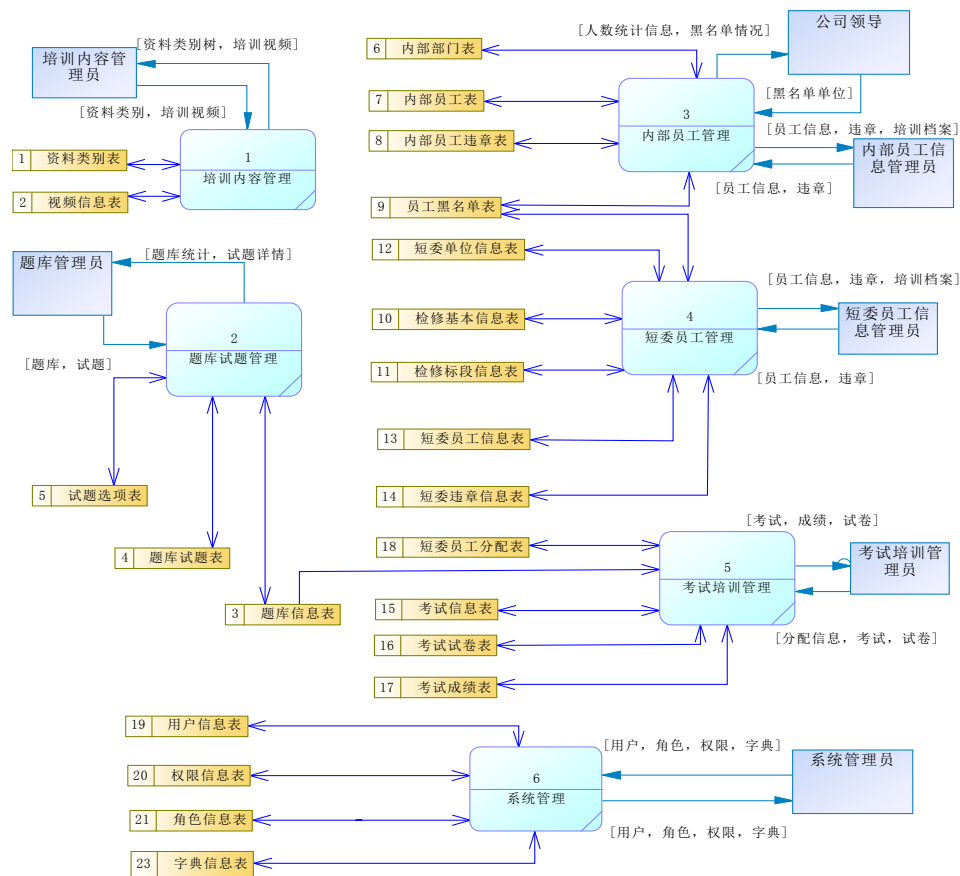 [资料类别树，培训视频]
培训内容管
理员
[资料类别，培训视频]
1
培训内容管理
1 资料类别表
2 视频信息表
[题库统计，试题详情]
题库管理员
2
题库试题管理
[题库，试题]
5 试题选项表
4 题库试题表
3 题库信息表
[人数统计信息，黑名单情况]
公司领导
6 内部部门表
7 内部员工表
8 内部员工违章表
3
内部员工管理
[黑名单单位]
[员工信息，违章，培训档案]
内部员工信
息管理员
[员工信息，违章]
9 员工黑名单表
12 短委单位信息表
10 检修基本信息表
11 检修标段信息表
4
短委员工管理
[员工信息，违章，培训档案]
短委员工信
息管理员
[员工信息，违章]
13 短委员工信息表
14 短委违章信息表
[考试，成绩，试卷]
18 短委员工分配表
5
考试培训管理
考试培训管
理员
15 考试信息表
16 考试试卷表
17 考试成绩表
[分配信息，考试，试卷]
19 用户信息表
20 权限信息表
21 角色信息表
23 字典信息表
6
系统管理
[用户，角色，权限，字典]
系统管理员
[用户，角色，权限，字典]